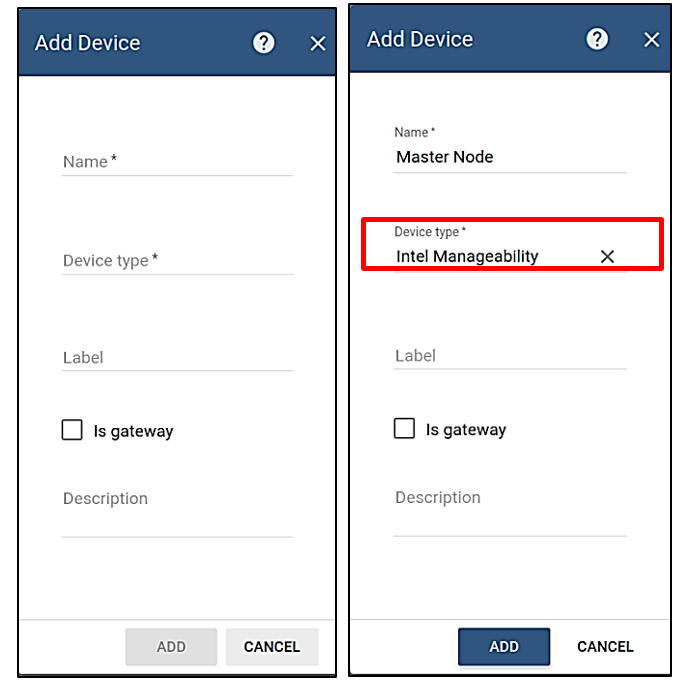 Add Device
Name *
Device type *
Label
Is gateway
Description
ADD CANCEL
Add Device
Name *
Master Node
Device type *
Intel Manageability
Label
Is gateway
Description
ADD CANCEL